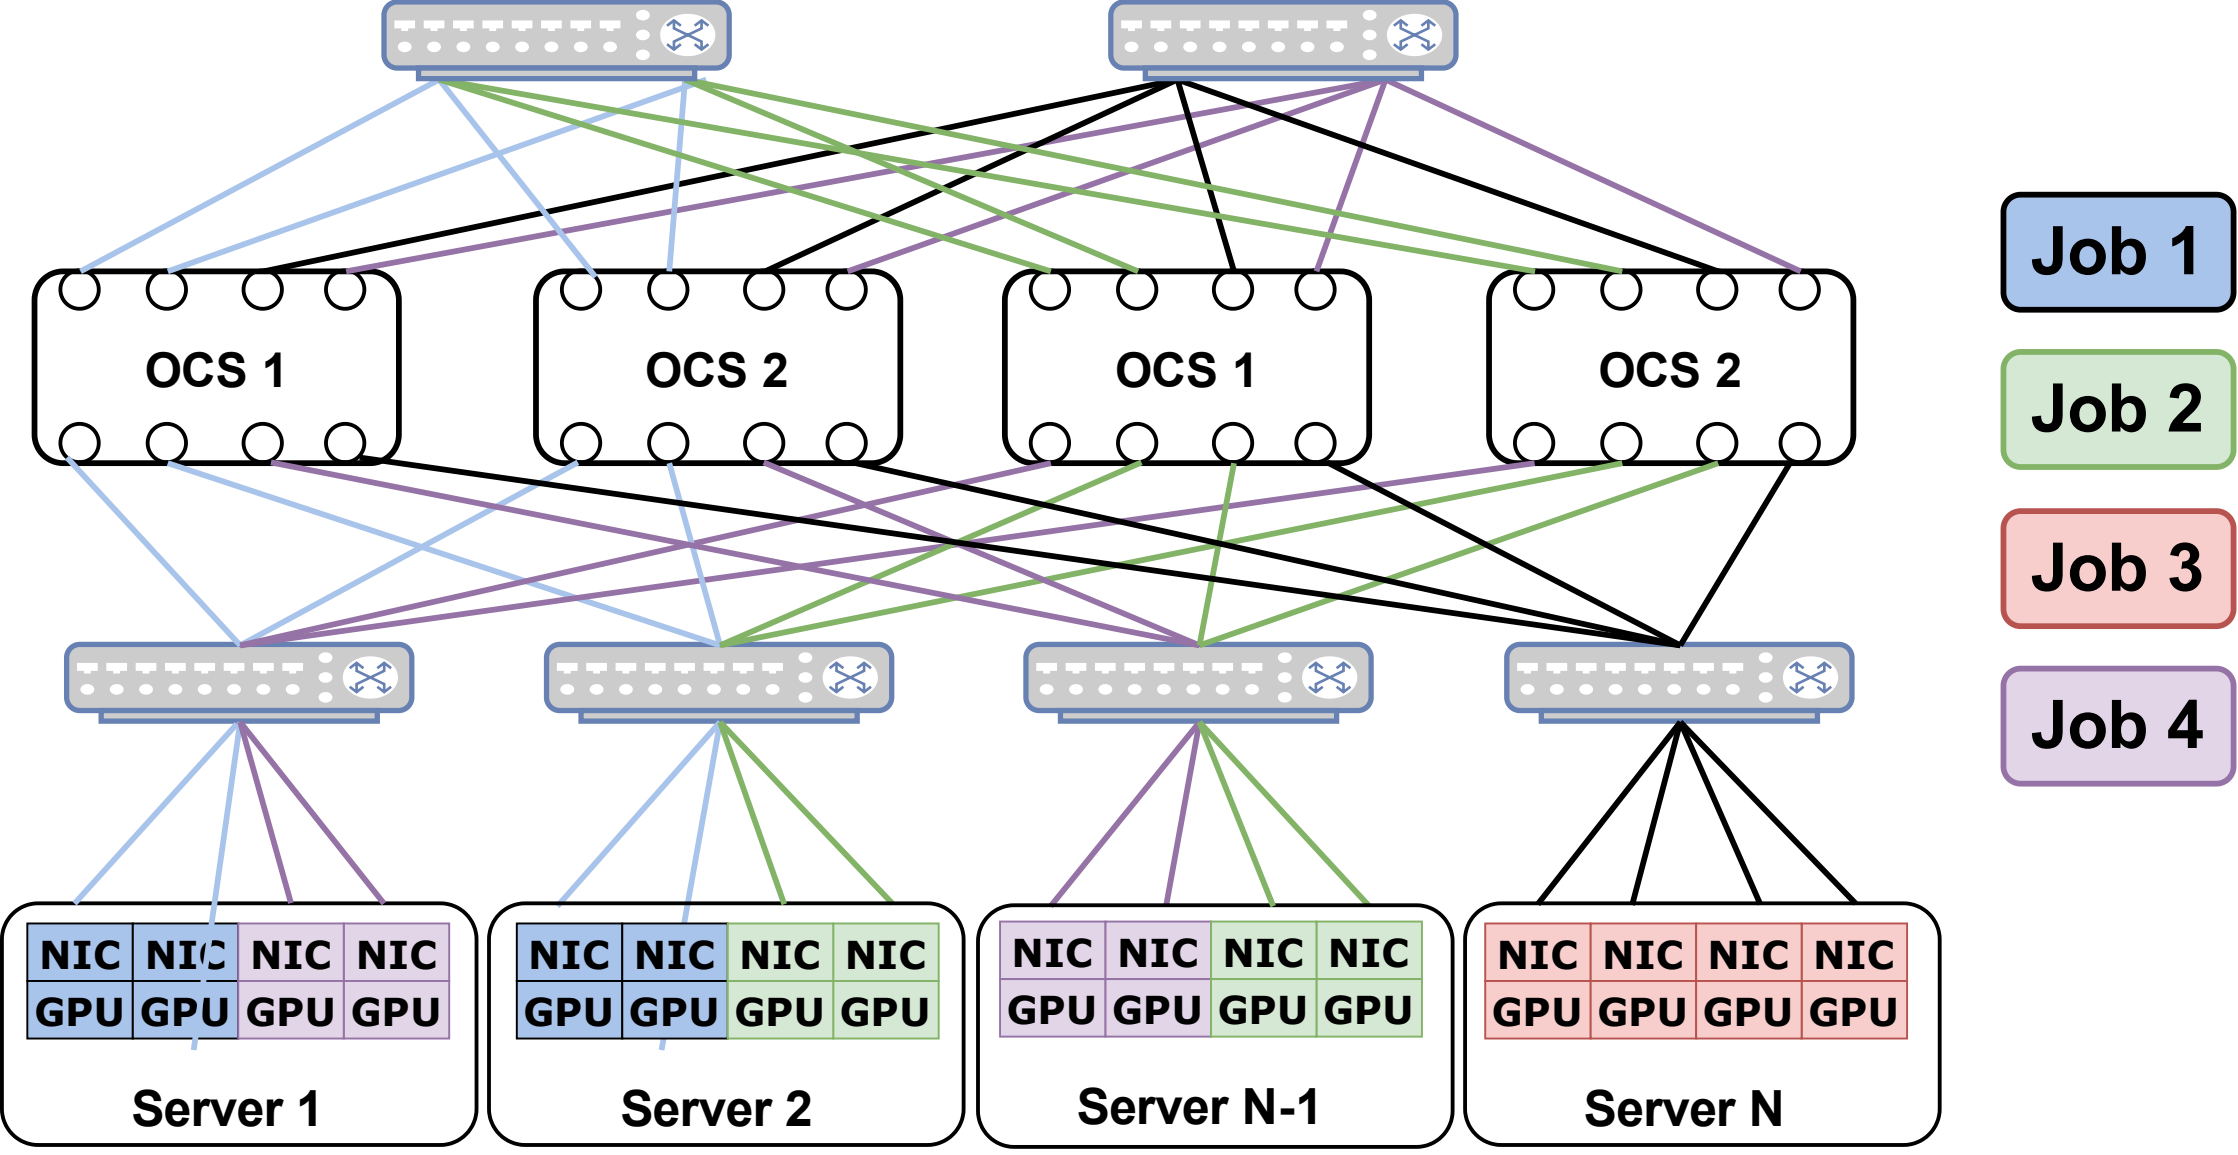 OCS 1
OCS 2
OCS 1
OCS 2
Job 1
Job 2
Job 3
Job 4
NIC NIC NIC NIC
GPU GPU GPU GPU
Server 1
NIC NIC NIC NIC
GPU GPU GPU GPU
Server 2
NIC NIC NIC NIC
GPU GPU GPU GPU
Server N-1
NIC NIC NIC NIC
GPU GPU GPU GPU
Server N